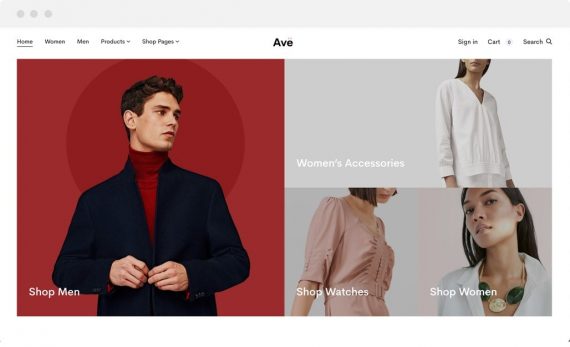 Home Women Men Products Shop Pages Avē Sign in Cart 0 Search
Women's Accessories
Shop Men
Shop Watches
Shop Women